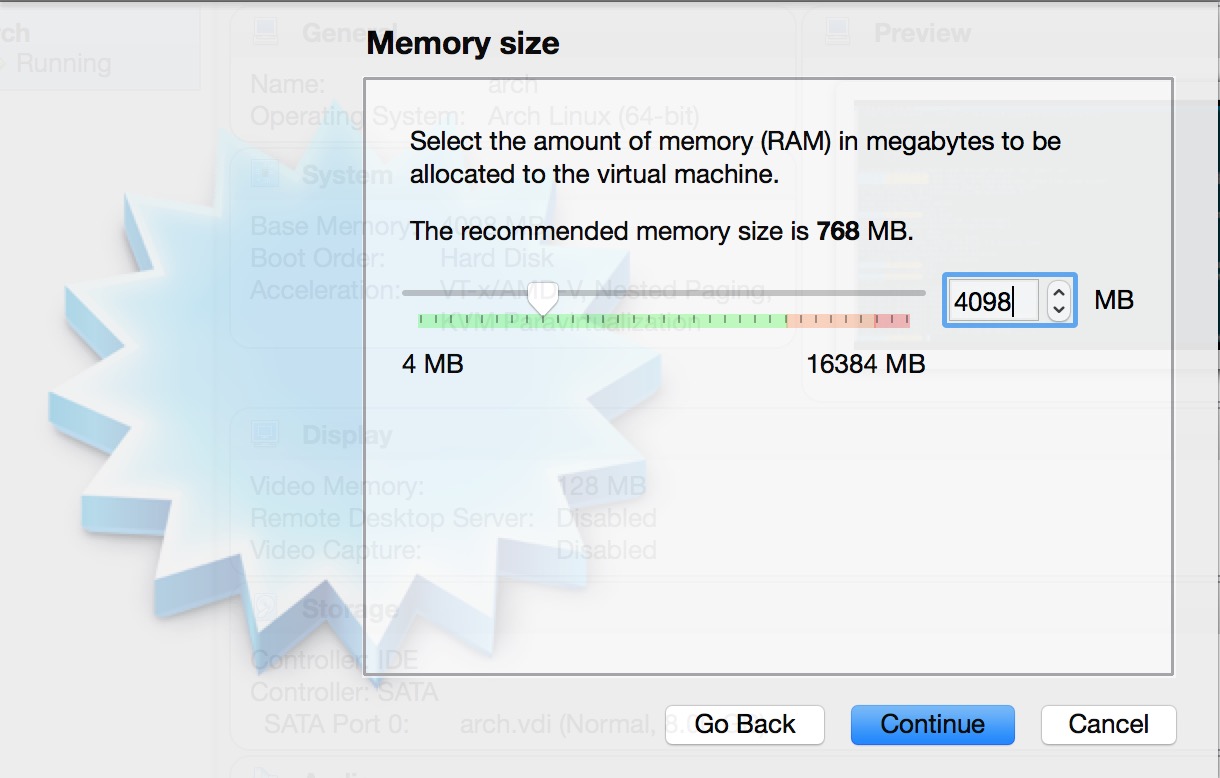 ch
Running
General
Preview
Memory size
Name: arch
Operating System: Arch Linux (64-bit)
Select the amount of memory (RAM) in megabytes to be
allocated to the virtual machine.
System
Base Memory: 4098 MB
The recommended memory size is 768 MB.
Boot Order: Hard Disk
Acceleration: VT-x/AMD-V, Nested Paging,
KVM Paravirtualization
4098 MB
4 MB 16384 MB
Display
Video Memory: 128 MB
Remote Desktop Server: Disabled
Video Capture: Disabled
Storage
Controller: IDE
Controller: SATA
SATA Port 0: arch.vdi (Normal, 8.0
Go Back Continue Cancel